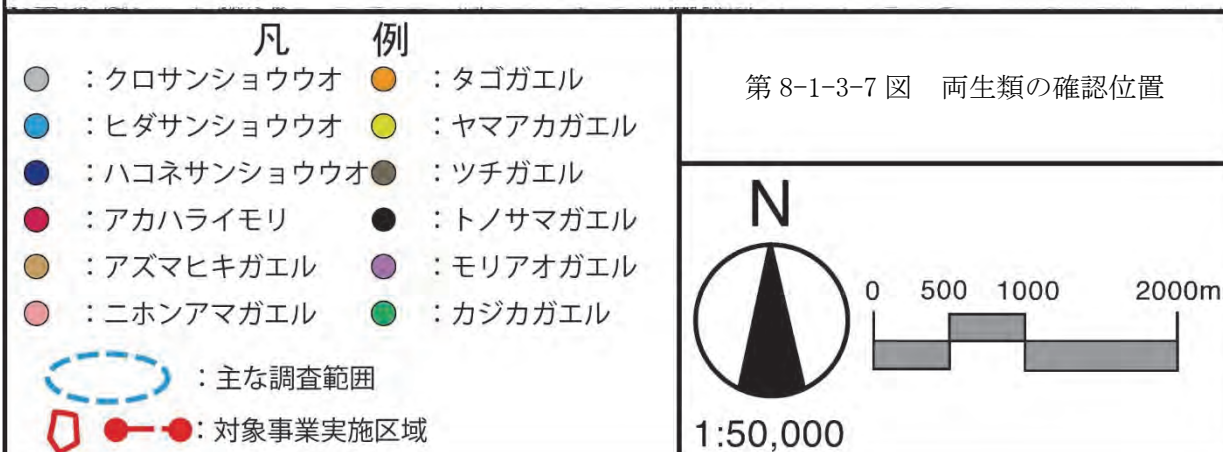 凡 例
：クロサンショウウオ
：ヒダサンショウウオ
：ハコネサンショウウオ
：アカハライモリ
：アズマヒキガエル
：ニホンアマガエル
：タゴガエル
：ヤマアカガエル
：ツチガエル
：トノサマガエル
：モリアオガエル
：カジカガエル
：主な調査範囲
：対象事業実施区域
第 8-1-3-7 図 両生類の確認位置
N
0 500 1000 2000m
1:50,000